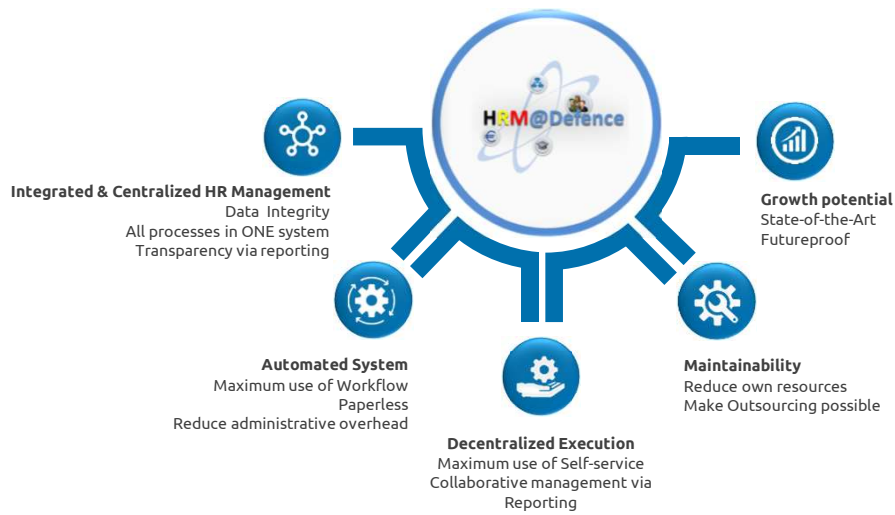 HRM@Defence
€
Integrated & Centralized HR Management
Data Integrity
All processes in ONE system
Transparency via reporting
Automated System
Maximum use of Workflow
Paperless
Reduce administrative overhead
Decentralized Execution
Maximum use of Self-service
Collaborative management via
Reporting
Maintainability
Reduce own resources
Make Outsourcing possible
Growth potential
State-of-the-Art
Futureproof